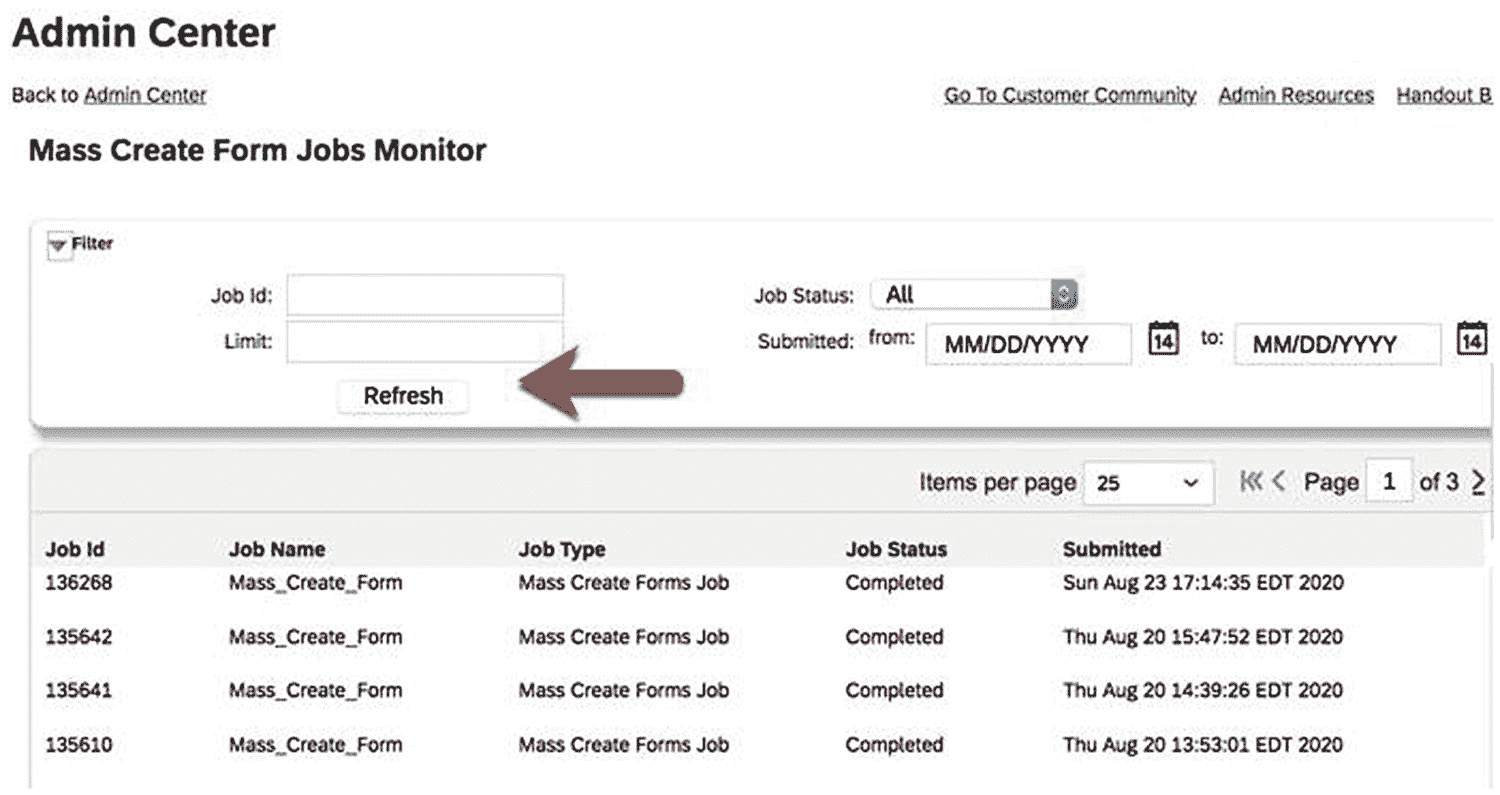 Admin Center
Back to Admin Center Go To Customer Community Admin Resources Handout B
Mass Create Form Jobs Monitor
Filter
Job Id: Job Status: All
Limit: Submitted: from: MM/DD/YYYY 14 to: MM/DD/YYYY 14
Refresh
Items per page 25 Page 1 of 3
Job Id Job Name Job Type Job Status Submitted
136268 Mass_Create_Form Mass Create Forms Job Completed Sun Aug 23 17:14:35 EDT 2020
135642 Mass_Create_Form Mass Create Forms Job Completed Thu Aug 20 15:47:52 EDT 2020
135641 Mass_Create_Form Mass Create Forms Job Completed Thu Aug 20 14:39:26 EDT 2020
135610 Mass_Create_Form Mass Create Forms Job Completed Thu Aug 20 13:53:01 EDT 2020